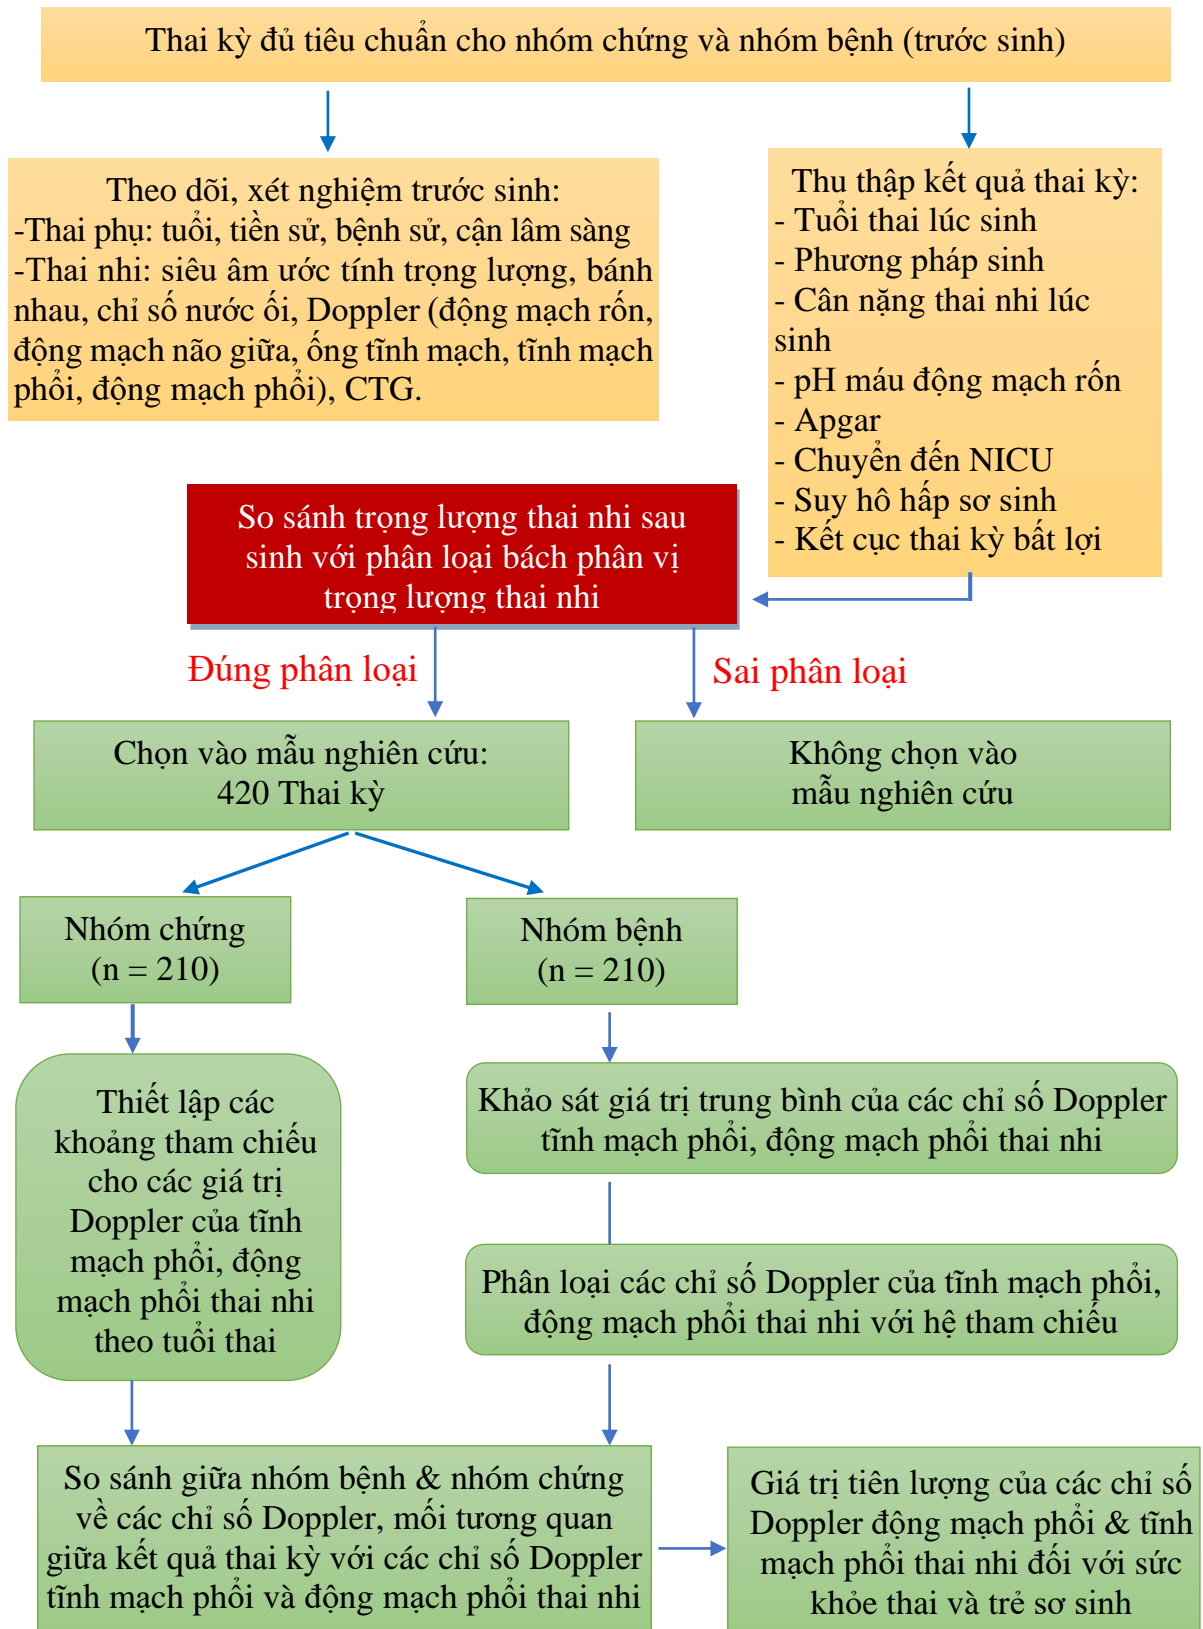 Thai kỳ đủ tiêu chuẩn cho nhóm chứng và nhóm bệnh (trước sinh)
Theo dõi, xét nghiệm trước sinh:
-Thai phụ: tuổi, tiền sử, bệnh sử, cận lâm sàng
-Thai nhi: siêu âm ước tính trọng lượng, bánh
nhau, chỉ số nước ối, Doppler (động mạch rốn,
động mạch não giữa, ống tĩnh mạch, tĩnh mạch
phổi, động mạch phổi), CTG.
Thu thập kết quả thai kỳ:
- Tuổi thai lúc sinh
- Phương pháp sinh
- Cân nặng thai nhi lúc
sinh
- pH máu động mạch rốn
- Apgar
- Chuyển đến NICU
- Suy hô hấp sơ sinh
- Kết cục thai kỳ bất lợi
So sánh trọng lượng thai nhi sau
sinh với phân loại bách phân vị
trọng lượng thai nhi
Đúng phân loại
Sai phân loại
Chọn vào mẫu nghiên cứu:
420 Thai kỳ
Không chọn vào
mẫu nghiên cứu
Nhóm chứng
(n = 210)
Nhóm bệnh
(n = 210)
Thiết lập các
khoảng tham chiếu
cho các giá trị
Doppler của tĩnh
mạch phổi, động
mạch phổi thai nhi
theo tuổi thai
Khảo sát giá trị trung bình của các chỉ số Doppler
tĩnh mạch phổi, động mạch phổi thai nhi
Phân loại các chỉ số Doppler của tĩnh mạch phổi,
động mạch phổi thai nhi với hệ tham chiếu
So sánh giữa nhóm bệnh & nhóm chứng
về các chỉ số Doppler, mối tương quan
giữa kết quả thai kỳ với các chỉ số Doppler
tĩnh mạch phổi và động mạch phổi thai nhi
Giá trị tiên lượng của các chỉ số
Doppler động mạch phổi & tĩnh
mạch phổi thai nhi đối với sức
khỏe thai và trẻ sơ sinh